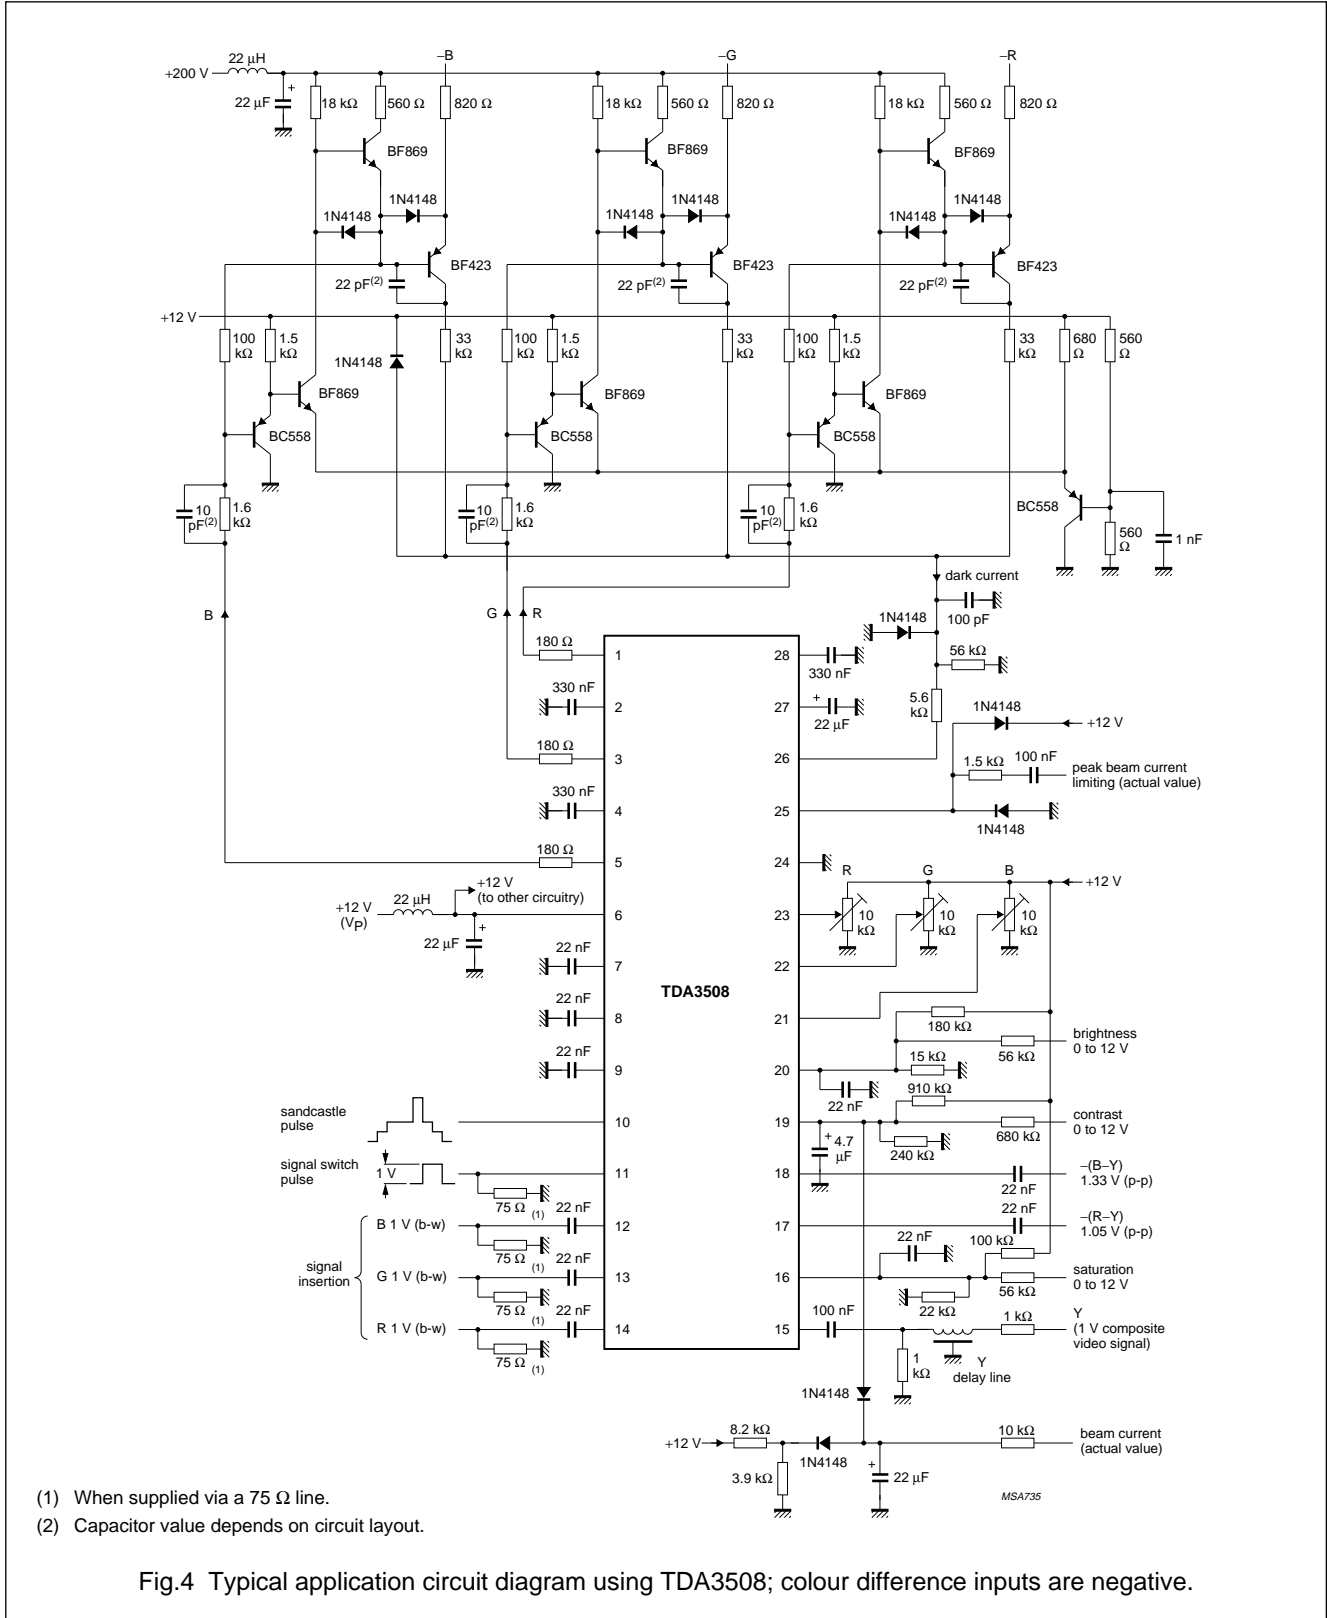 +200 V
22 μH
22 μF
+
–B
–G
–R
18 kΩ
560 Ω
820 Ω
18 kΩ
560 Ω
820 Ω
18 kΩ
560 Ω
820 Ω
BF869
BF869
BF869
1N4148
1N4148
1N4148
1N4148
1N4148
1N4148
BF423
BF423
BF423
22 pF(2)
22 pF(2)
22 pF(2)
+12 V
100 kΩ
1.5 kΩ
1N4148
33 kΩ
100 kΩ
1.5 kΩ
33 kΩ
100 kΩ
1.5 kΩ
33 kΩ
680 Ω
560 Ω
BF869
BF869
BF869
BC558
BC558
BC558
BC558
10 pF(2)
1.6 kΩ
10 pF(2)
1.6 kΩ
10 pF(2)
1.6 kΩ
560 Ω
1 nF
dark current
100 pF
1N4148
56 kΩ
5.6 kΩ
B
G
R
180 Ω
1
330 nF
2
180 Ω
3
330 nF
4
180 Ω
5
+12 V
(VP)
22 μH
+12 V
(to other circuitry)
+
22 μF
6
22 nF
7
22 nF
8
22 nF
9
sandcastle
pulse
10
signal switch
pulse
1 V
11
75 Ω (1)
22 nF
B 1 V (b-w)
12
75 Ω (1)
22 nF
signal
insertion
G 1 V (b-w)
13
75 Ω (1)
22 nF
R 1 V (b-w)
14
75 Ω (1)
TDA3508
28
330 nF
27
+
22 μF
26
1N4148
+12 V
1.5 kΩ
100 nF
peak beam current
limiting (actual value)
25
1N4148
24
R
G
B
+12 V
23
10 kΩ
10 kΩ
10 kΩ
22
21
180 kΩ
brightness
0 to 12 V
56 kΩ
20
15 kΩ
22 nF
910 kΩ
19
contrast
0 to 12 V
680 kΩ
+
4.7 μF
240 kΩ
18
22 nF
–(B–Y)
1.33 V (p-p)
17
22 nF
–(R–Y)
1.05 V (p-p)
22 nF
100 kΩ
16
saturation
0 to 12 V
56 kΩ
22 kΩ
15
100 nF
1 kΩ
Y
(1 V composite
video signal)
1 kΩ
Y
delay line
1N4148
+12 V
8.2 kΩ
1N4148
10 kΩ
beam current
(actual value)
3.9 kΩ
+
22 μF
MSA735
(1) When supplied via a 75 Ω line.
(2) Capacitor value depends on circuit layout.
Fig.4 Typical application circuit diagram using TDA3508; colour difference inputs are negative.